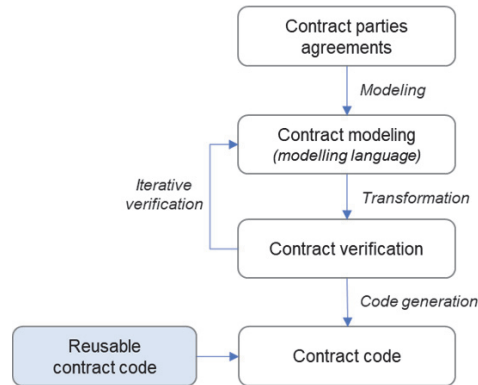 Contract parties
agreements
Modeling
Contract modeling
(modelling language)
Iterative
verification
Transformation
Contract verification
Code generation
Reusable
contract code
Contract code